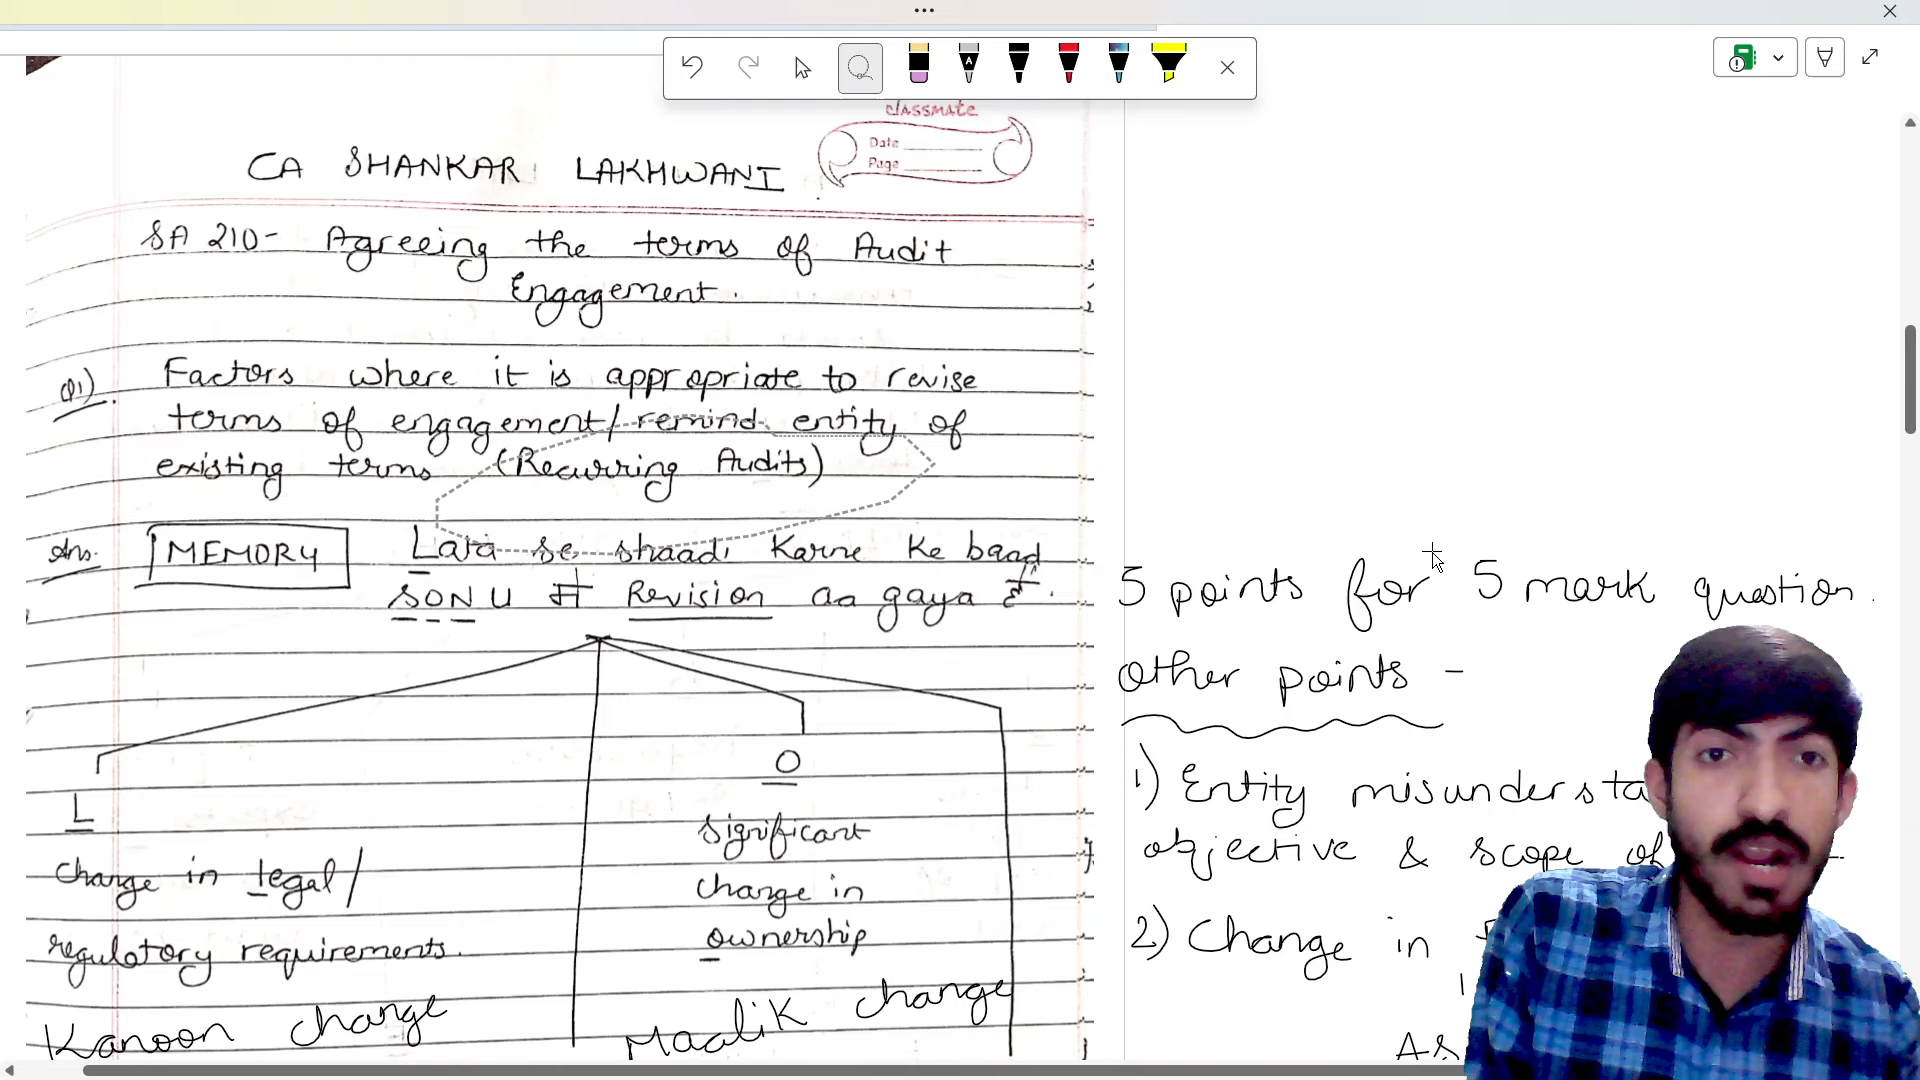 classmate
Date
Page
CA SHANKAR LAKHWANI
SA 210- Agreeing the terms of Audit
Engagement.
Q1). Factors where it is appropriate to revise
terms of engagement/remind entity of
existing terms (Recurring Audits)
Ans. MEMORY Lata se shaadi Karne ke baad
SONU में Revision aa gaya है.
L
Change in legal/
regulatory requirements.
Kanoon change
O
significant
change in
ownership
Maalik change
5 points for 5 mark question.
other points -
1) Entity
objective & scope of
2) Change in